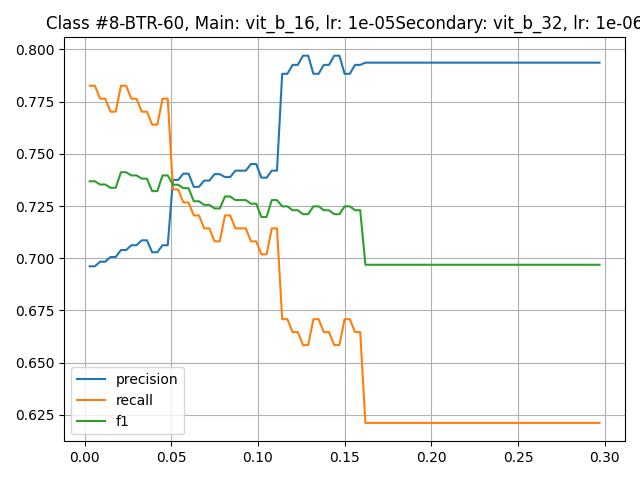 Class #8-BTR-60, Main: vit_b_16, lr: 1e-05Secondary: vit_b_32, lr: 1e-06
0.800
0.775
0.750
0.725
0.700
0.675
0.650
0.625
precision
recall
f1
0.00 0.05 0.10 0.15 0.20 0.25 0.30